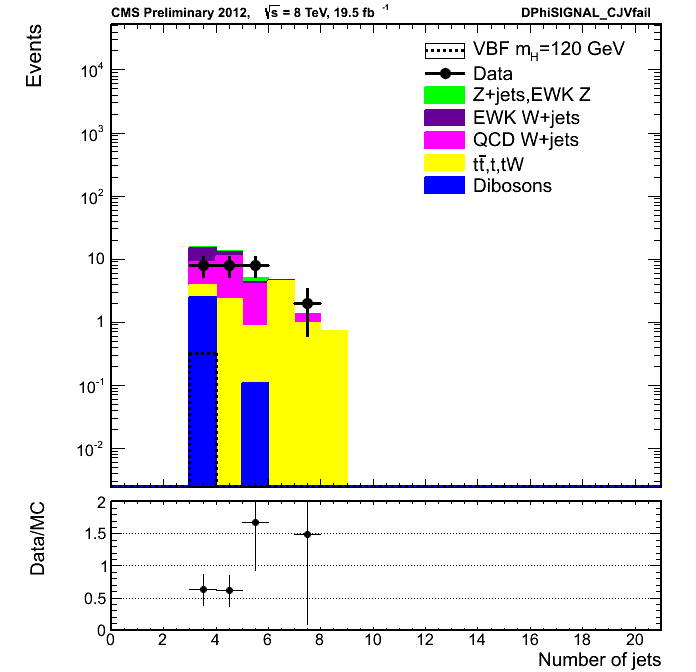 CMS Preliminary 2012, √s = 8 TeV, 19.5 fb⁻¹ DPhiSIGNAL_CJVfail
Events
VBF m_H=120 GeV
Data
Z+jets,EWK Z
EWK W+jets
QCD W+jets
tt̄,t,tW
Dibosons
10⁴
10³
10²
10
1
10⁻¹
10⁻²
Data/MC
2
1.5
1
0.5
0
0 2 4 6 8 10 12 14 16 18 20
Number of jets